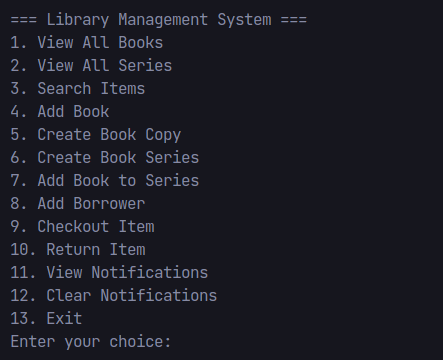 === Library Management System ===
1. View All Books
2. View All Series
3. Search Items
4. Add Book
5. Create Book Copy
6. Create Book Series
7. Add Book to Series
8. Add Borrower
9. Checkout Item
10. Return Item
11. View Notifications
12. Clear Notifications
13. Exit
Enter your choice: